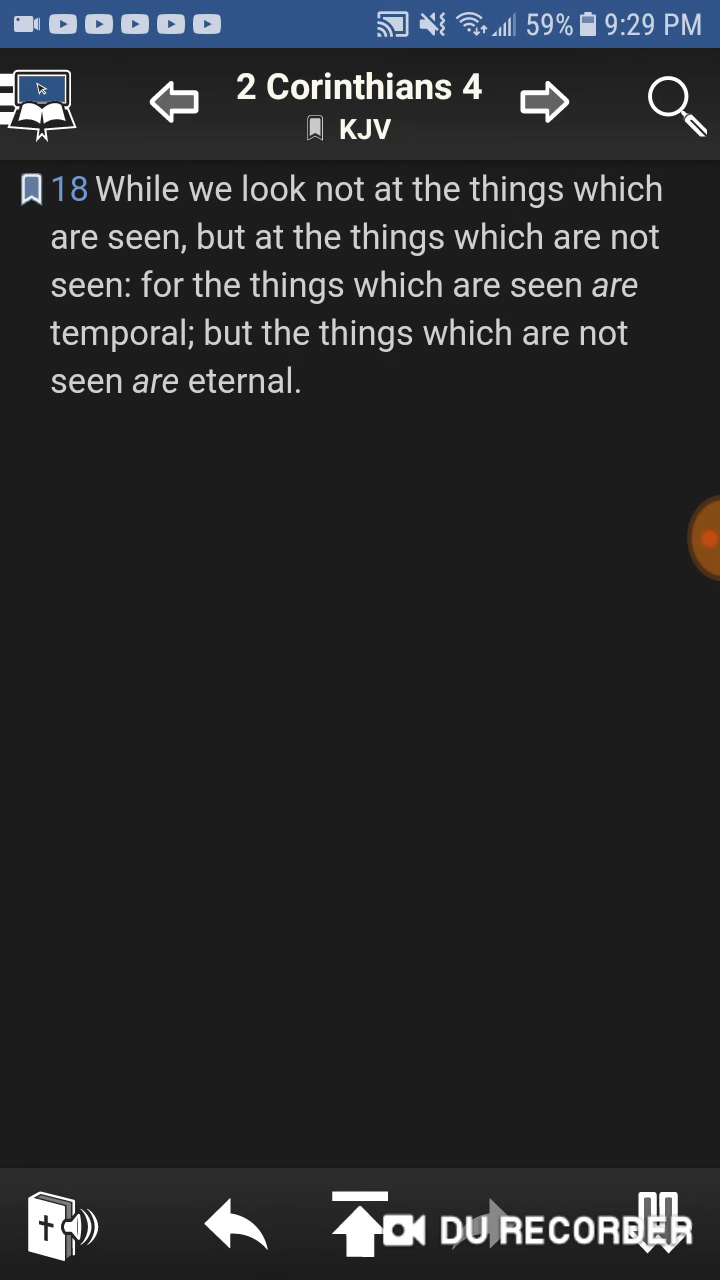 59% 9:29 PM
2 Corinthians 4
KJV
18 While we look not at the things which
are seen, but at the things which are not
seen: for the things which are seen are
temporal; but the things which are not
seen are eternal.
DU RECORDER